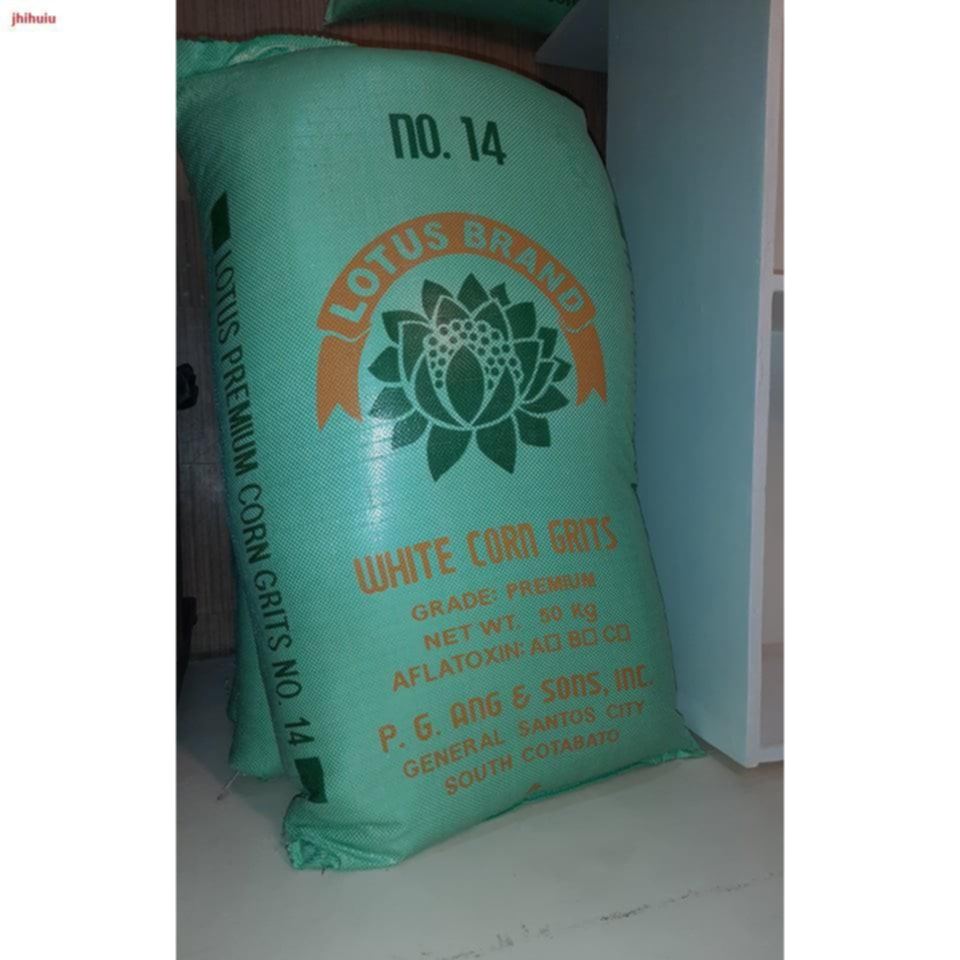 jhihuiu
NO. 14
LOTUS BRAND
LOTUS PREMIUM CORN GRITS NO. 14
WHITE CORN GRITS
GRADE: PREMIUM
NET WT. 50 Kg
AFLATOXIN: A□ B□ C□
P. G. ANG & SONS, INC.
GENERAL SANTOS CITY
SOUTH COTABATO